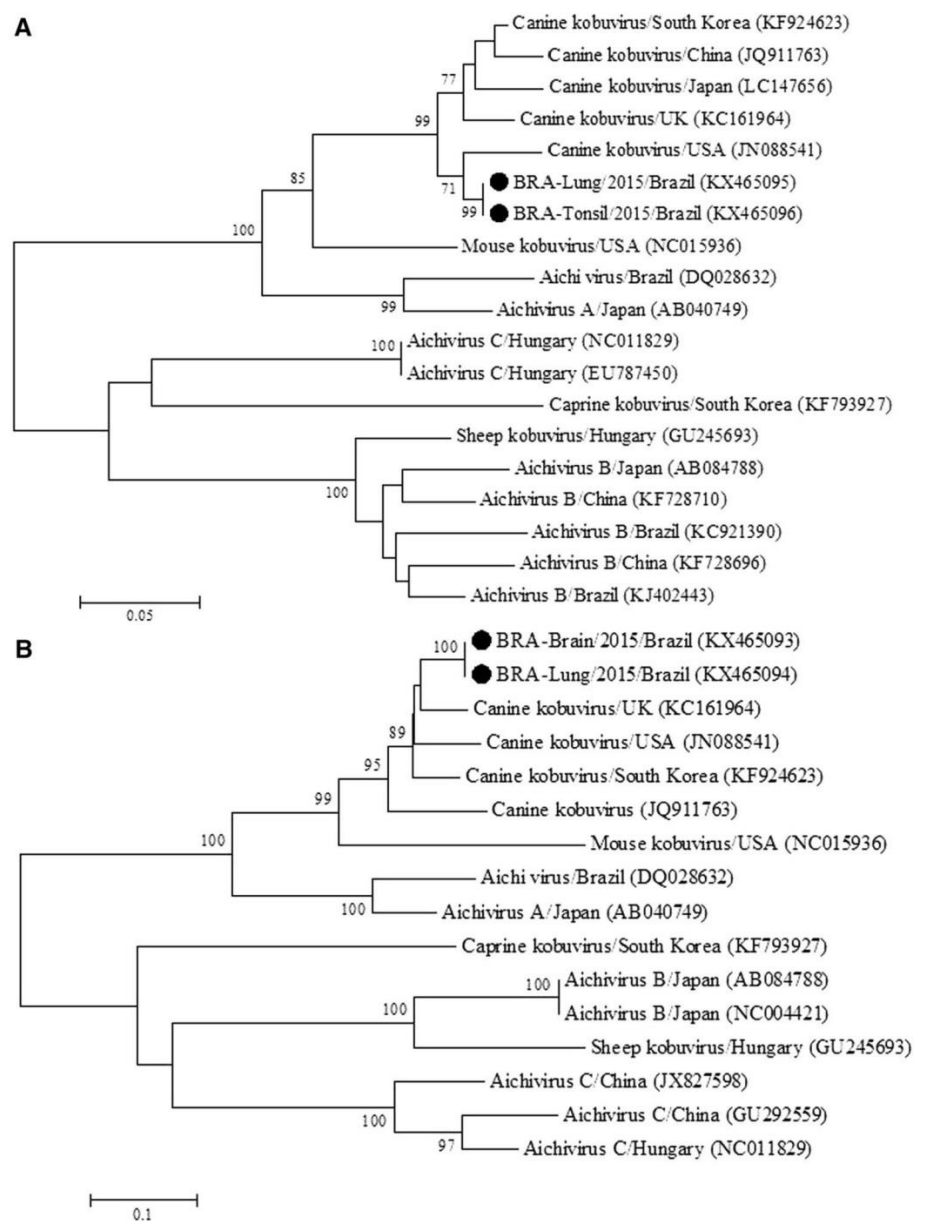 A
Canine kobuvirus/South Korea (KF924623)
Canine kobuvirus/China (JQ911763)
77
Canine kobuvirus/Japan (LC147656)
99
Canine kobuvirus/UK (KC161964)
Canine kobuvirus/USA (JN088541)
85
71
BRA-Lung/2015/Brazil (KX465095)
99
BRA-Tonsil/2015/Brazil (KX465096)
100
Mouse kobuvirus/USA (NC015936)
Aichi virus/Brazil (DQ028632)
99
Aichivirus A/Japan (AB040749)
100
Aichivirus C/Hungary (NC011829)
Aichivirus C/Hungary (EU787450)
Caprine kobuvirus/South Korea (KF793927)
Sheep kobuvirus/Hungary (GU245693)
Aichivirus B/Japan (AB084788)
100
Aichivirus B/China (KF728710)
Aichivirus B/Brazil (KC921390)
Aichivirus B/China (KF728696)
Aichivirus B/Brazil (KJ402443)
0.05
B
100
BRA-Brain/2015/Brazil (KX465093)
BRA-Lung/2015/Brazil (KX465094)
Canine kobuvirus/UK (KC161964)
89
Canine kobuvirus/USA (JN088541)
95
Canine kobuvirus/South Korea (KF924623)
99
Canine kobuvirus (JQ911763)
100
Mouse kobuvirus/USA (NC015936)
Aichi virus/Brazil (DQ028632)
100
Aichivirus A/Japan (AB040749)
Caprine kobuvirus/South Korea (KF793927)
100
Aichivirus B/Japan (AB084788)
100
Aichivirus B/Japan (NC004421)
Sheep kobuvirus/Hungary (GU245693)
Aichivirus C/China (JX827598)
100
Aichivirus C/China (GU292559)
97
Aichivirus C/Hungary (NC011829)
0.1